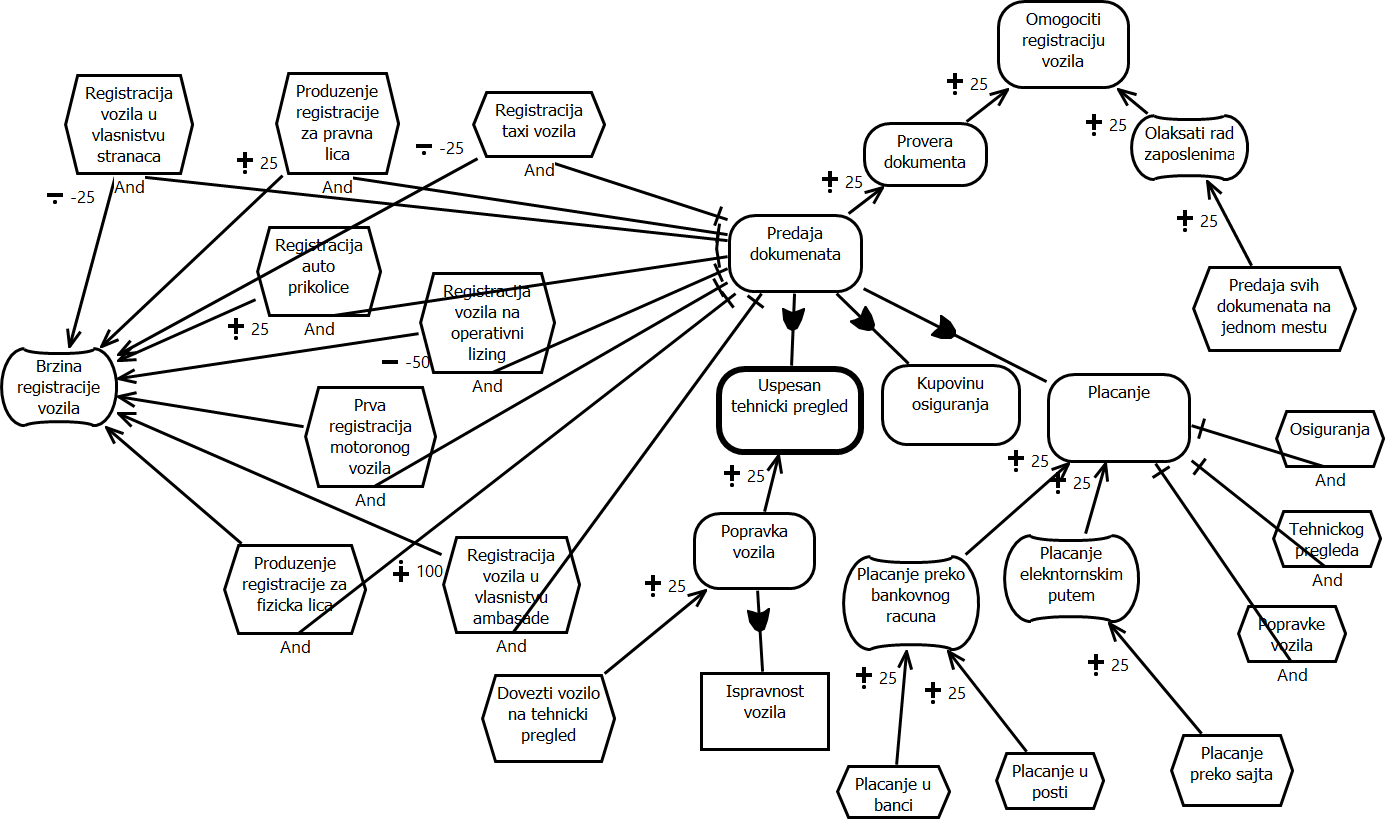 Omogociti
registraciju
vozila
25
25
Provera
dokumenta
Olaksati rad
zaposlenima
25
25
Predaja svih
dokumenata na
jednom mestu
Registracija
vozila u
vlasnistvu
stranaca
And
-25
Produzenje
registracije
za pravna
lica
And
25
Registracija
taxi vozila
And
-25
Predaja
dokumenata
Registracija
auto
prikolice
And
25
Registracija
vozila na
operativni
lizing
And
-50
Brzina
registracije
vozila
Prva
registracija
motoronog
vozila
And
Uspesan
tehnicki pregled
Kupovinu
osiguranja
Placanje
Osiguranja
And
25
25
25
Tehnickog
pregleda
And
Popravka
vozila
Produzenje
registracije za
fizicka lica
And
100
Registracija
vozila u
vlasnistvu
ambasade
And
25
Placanje preko
bankovnog
racuna
Placanje
elekntornskim
putem
Popravke
vozila
And
25
25
25
Dovezti vozilo
na tehnicki
pregled
Ispravnost
vozila
Placanje u
banci
Placanje u
posti
Placanje
preko sajta